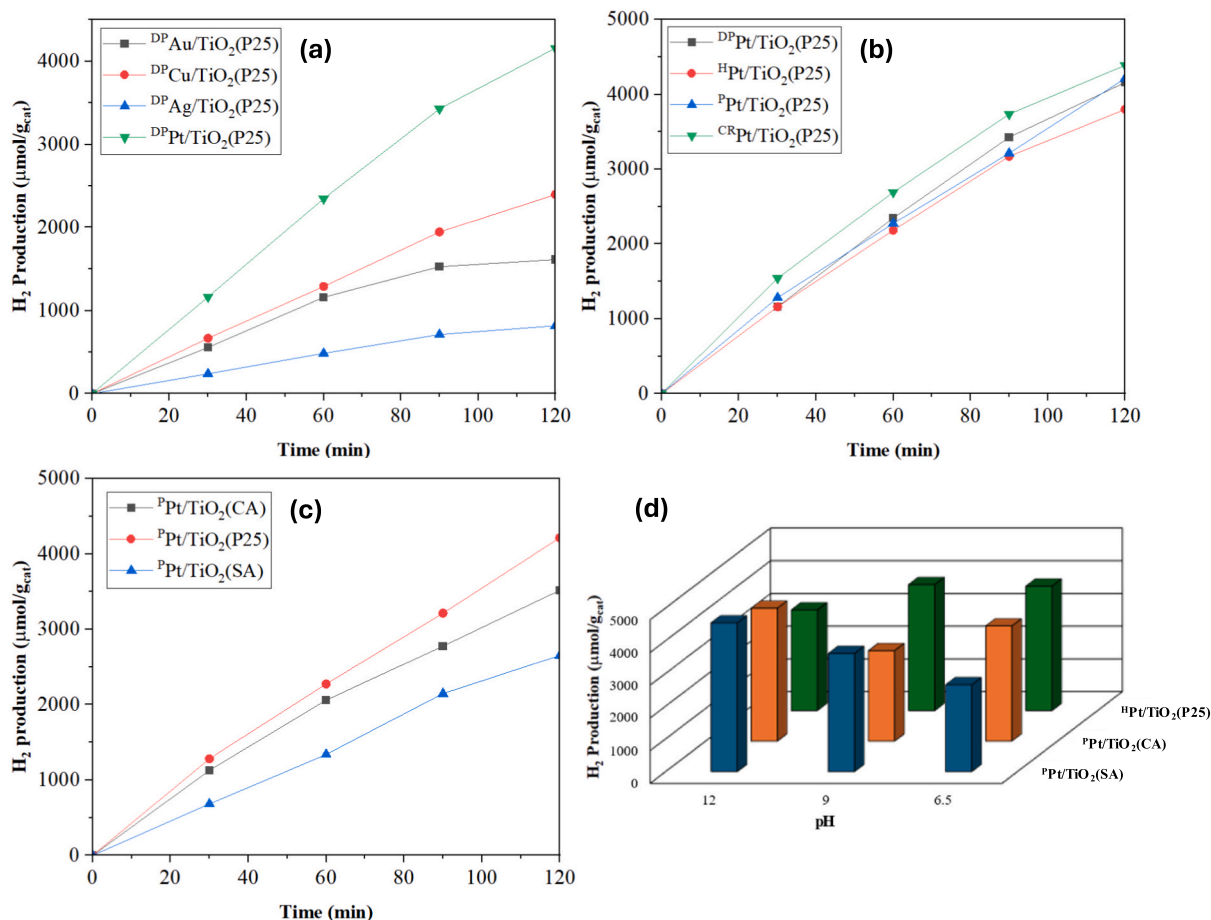 (a)
ᴰᴾAu/TiO₂(P25)
ᴰᴾCu/TiO₂(P25)
ᴰᴾAg/TiO₂(P25)
ᴰᴾPt/TiO₂(P25)
H₂ Production (μmol/g_cat)
4000
3000
2000
1000
0
0 20 40 60 80 100 120
Time (min)
(b)
ᴰᴾPt/TiO₂(P25)
ᴴPt/TiO₂(P25)
ᴾPt/TiO₂(P25)
ᶜᴿPt/TiO₂(P25)
H₂ production (μmol/g_cat)
5000
4000
3000
2000
1000
0
0 20 40 60 80 100 120
Time (min)
(c)
ᴾPt/TiO₂(CA)
ᴾPt/TiO₂(P25)
ᴾPt/TiO₂(SA)
H₂ production (μmol/g_cat)
5000
4000
3000
2000
1000
0
0 20 40 60 80 100 120
Time (min)
(d)
H₂ Production (μmol/g_cat)
5000
4000
3000
2000
1000
0
12 9 6.5
pH
ᴴPt/TiO₂(P25)
ᴾPt/TiO₂(CA)
ᴾPt/TiO₂(SA)